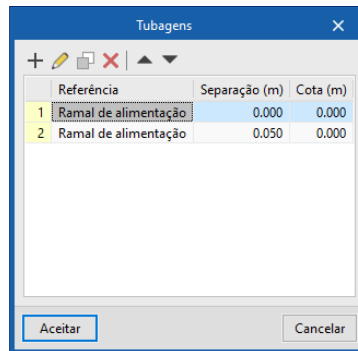 Tubagens
Referência Separação (m) Cota (m)
1 Ramal de alimentação 0.000 0.000
2 Ramal de alimentação 0.050 0.000
Aceitar Cancelar